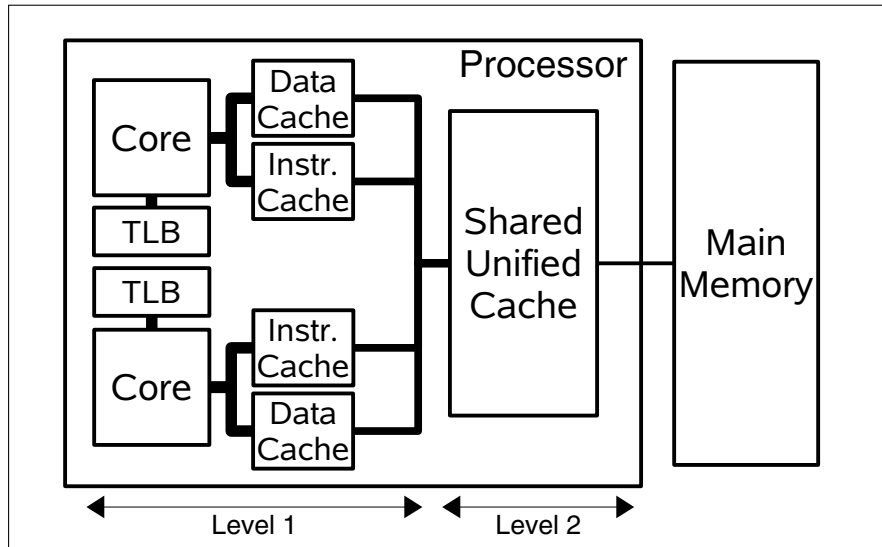 Processor
Data
Cache
Core
Instr.
Cache
TLB
TLB
Instr.
Cache
Core
Data
Cache
Shared
Unified
Cache
Main
Memory
Level 1
Level 2